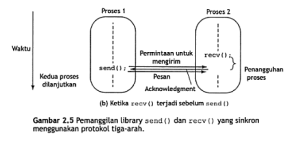 Proses 1
Proses 2
Waktu
Permintaan untuk
mengirim
recv();
send();
Penangguhan
proses
Kedua proses
dilanjutkan
Pesan
Acknowledgment
(b) Ketika recv() terjadi sebelum send()
Gambar 2.5 Pemanggilan library send() dan recv() yang sinkron
menggunakan protokol tiga-arah.